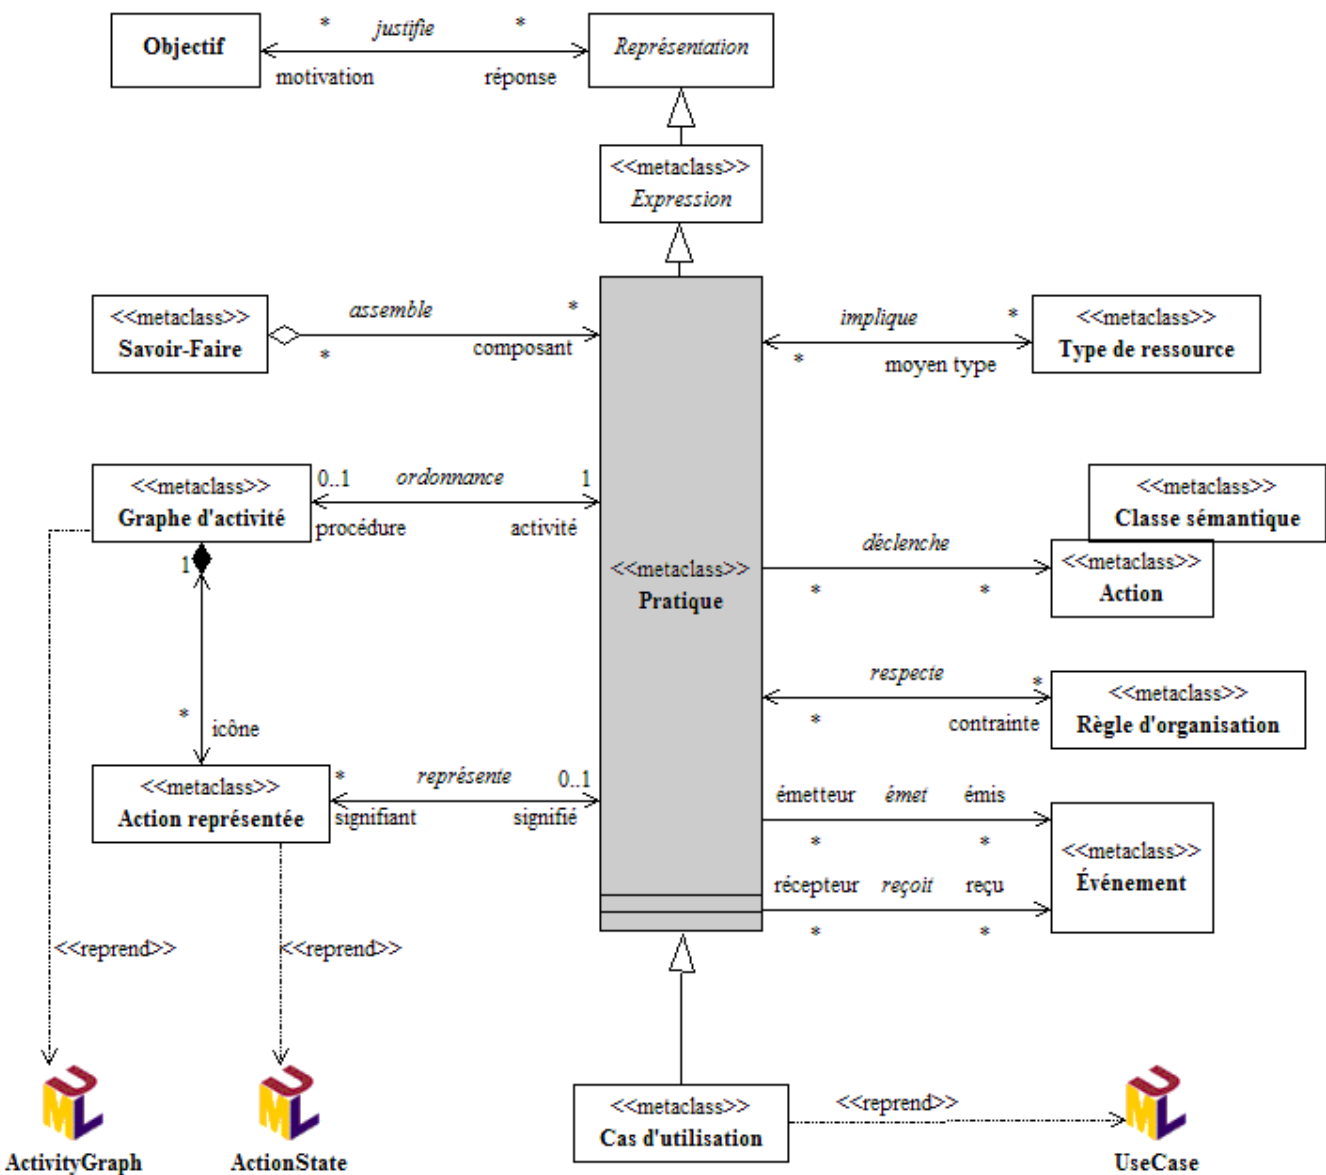 * justifie *
Objectif
Représentation
motivation réponse
<<metaclass>>
Expression
<<metaclass>>
Savoir-Faire
assemble *
* composant
implique *
* moyen type
<<metaclass>>
Type de ressource
<<metaclass>>
Graphe d'activité
0..1 ordonnance 1
procédure activité
<<metaclass>>
Classe sémantique
déclenche
* *
<<metaclass>>
Action
<<metaclass>>
Pratique
1
* icône
respecte *
* contrainte
<<metaclass>>
Règle d'organisation
<<metaclass>>
Action représentée
* représente 0..1
signifiant signifié
émetteur émet émis
* *
récepteur reçoit reçu
* *
<<metaclass>>
Événement
<<reprend>>
<<reprend>>
UML
ActivityGraph
UML
ActionState
<<metaclass>>
Cas d'utilisation
<<reprend>>
UML
UseCase